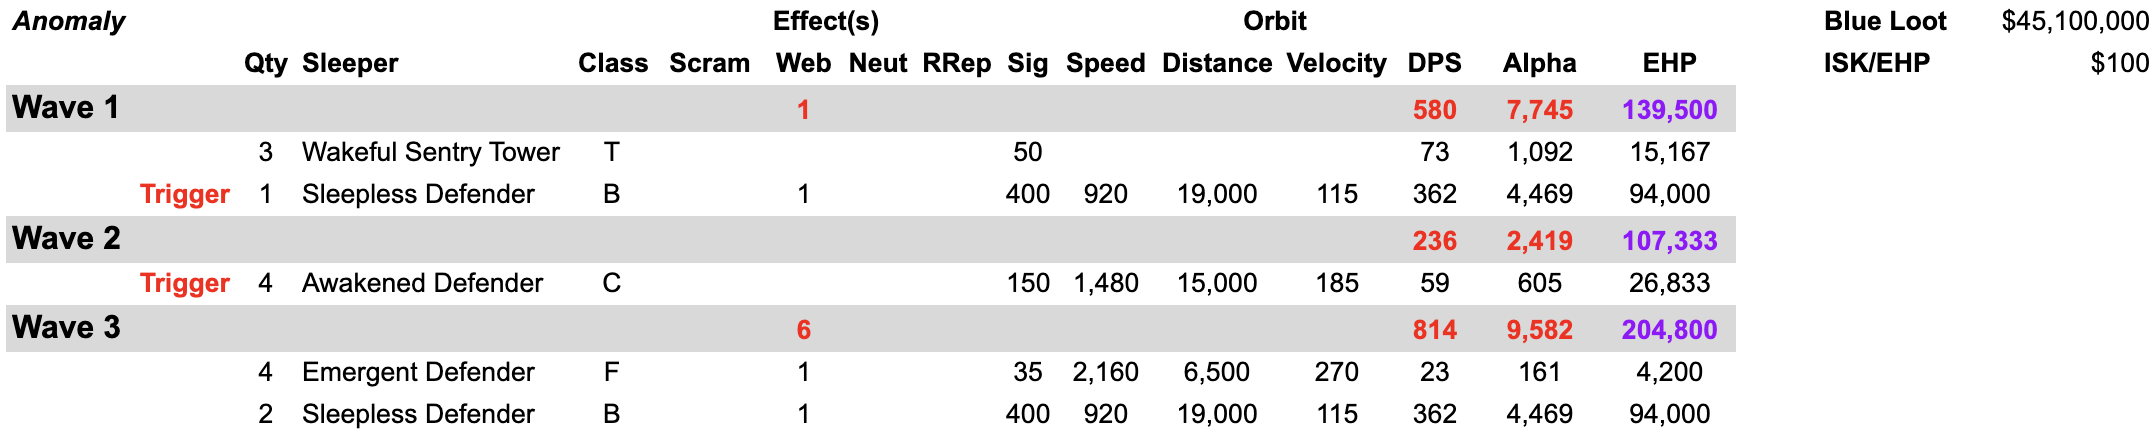 Anomaly Effect(s) Orbit Blue Loot $45,100,000
Qty Sleeper Class Scram Web Neut RRep Sig Speed Distance Velocity DPS Alpha EHP ISK/EHP $100
Wave 1 1 580 7,745 139,500
3 Wakeful Sentry Tower T 50 73 1,092 15,167
Trigger 1 Sleepless Defender B 1 400 920 19,000 115 362 4,469 94,000
Wave 2 236 2,419 107,333
Trigger 4 Awakened Defender C 150 1,480 15,000 185 59 605 26,833
Wave 3 6 814 9,582 204,800
4 Emergent Defender F 1 35 2,160 6,500 270 23 161 4,200
2 Sleepless Defender B 1 400 920 19,000 115 362 4,469 94,000